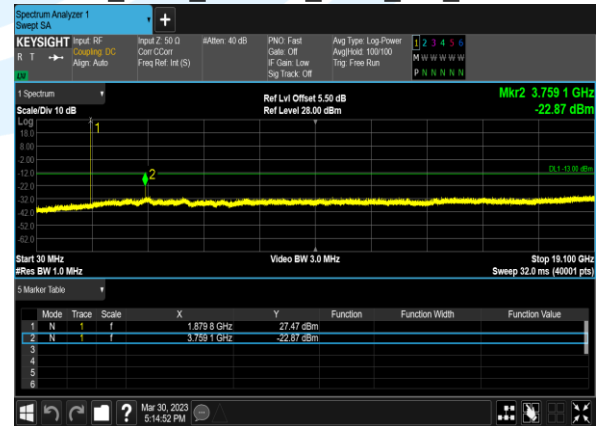 Spectrum Analyzer 1
Swept SA
+
KEYSIGHT Input: RF Input Z: 50 Ω #Atten: 40 dB PNO: Fast Avg Type: Log-Power 1 2 3 4 5 6
R T Coupling: DC Corr CCorr Gate: Off Avg|Hold: 100/100 M W W W W W
Align: Auto Freq Ref: Int (S) IF Gain: Low Trig: Free Run
LV Sig Track: Off P N N N N N
1 Spectrum Ref Lvl Offset 5.50 dB Mkr2 3.759 1 GHz
Scale/Div 10 dB Ref Level 28.00 dBm -22.87 dBm
Log
1
18.0
8.00
-2.00
DL1 -13.00 dBm
-12.0
2
-22.0
-32.0
-42.0
-52.0
-62.0
Start 30 MHz Video BW 3.0 MHz Stop 19.100 GHz
#Res BW 1.0 MHz Sweep 32.0 ms (40001 pts)
5 Marker Table
Mode Trace Scale X Y Function Function Width Function Value
1 N 1 f 1.879 8 GHz 27.47 dBm
2 N 1 f 3.759 1 GHz -22.87 dBm
3
4
5
6
? Mar 30, 2023
5:14:52 PM